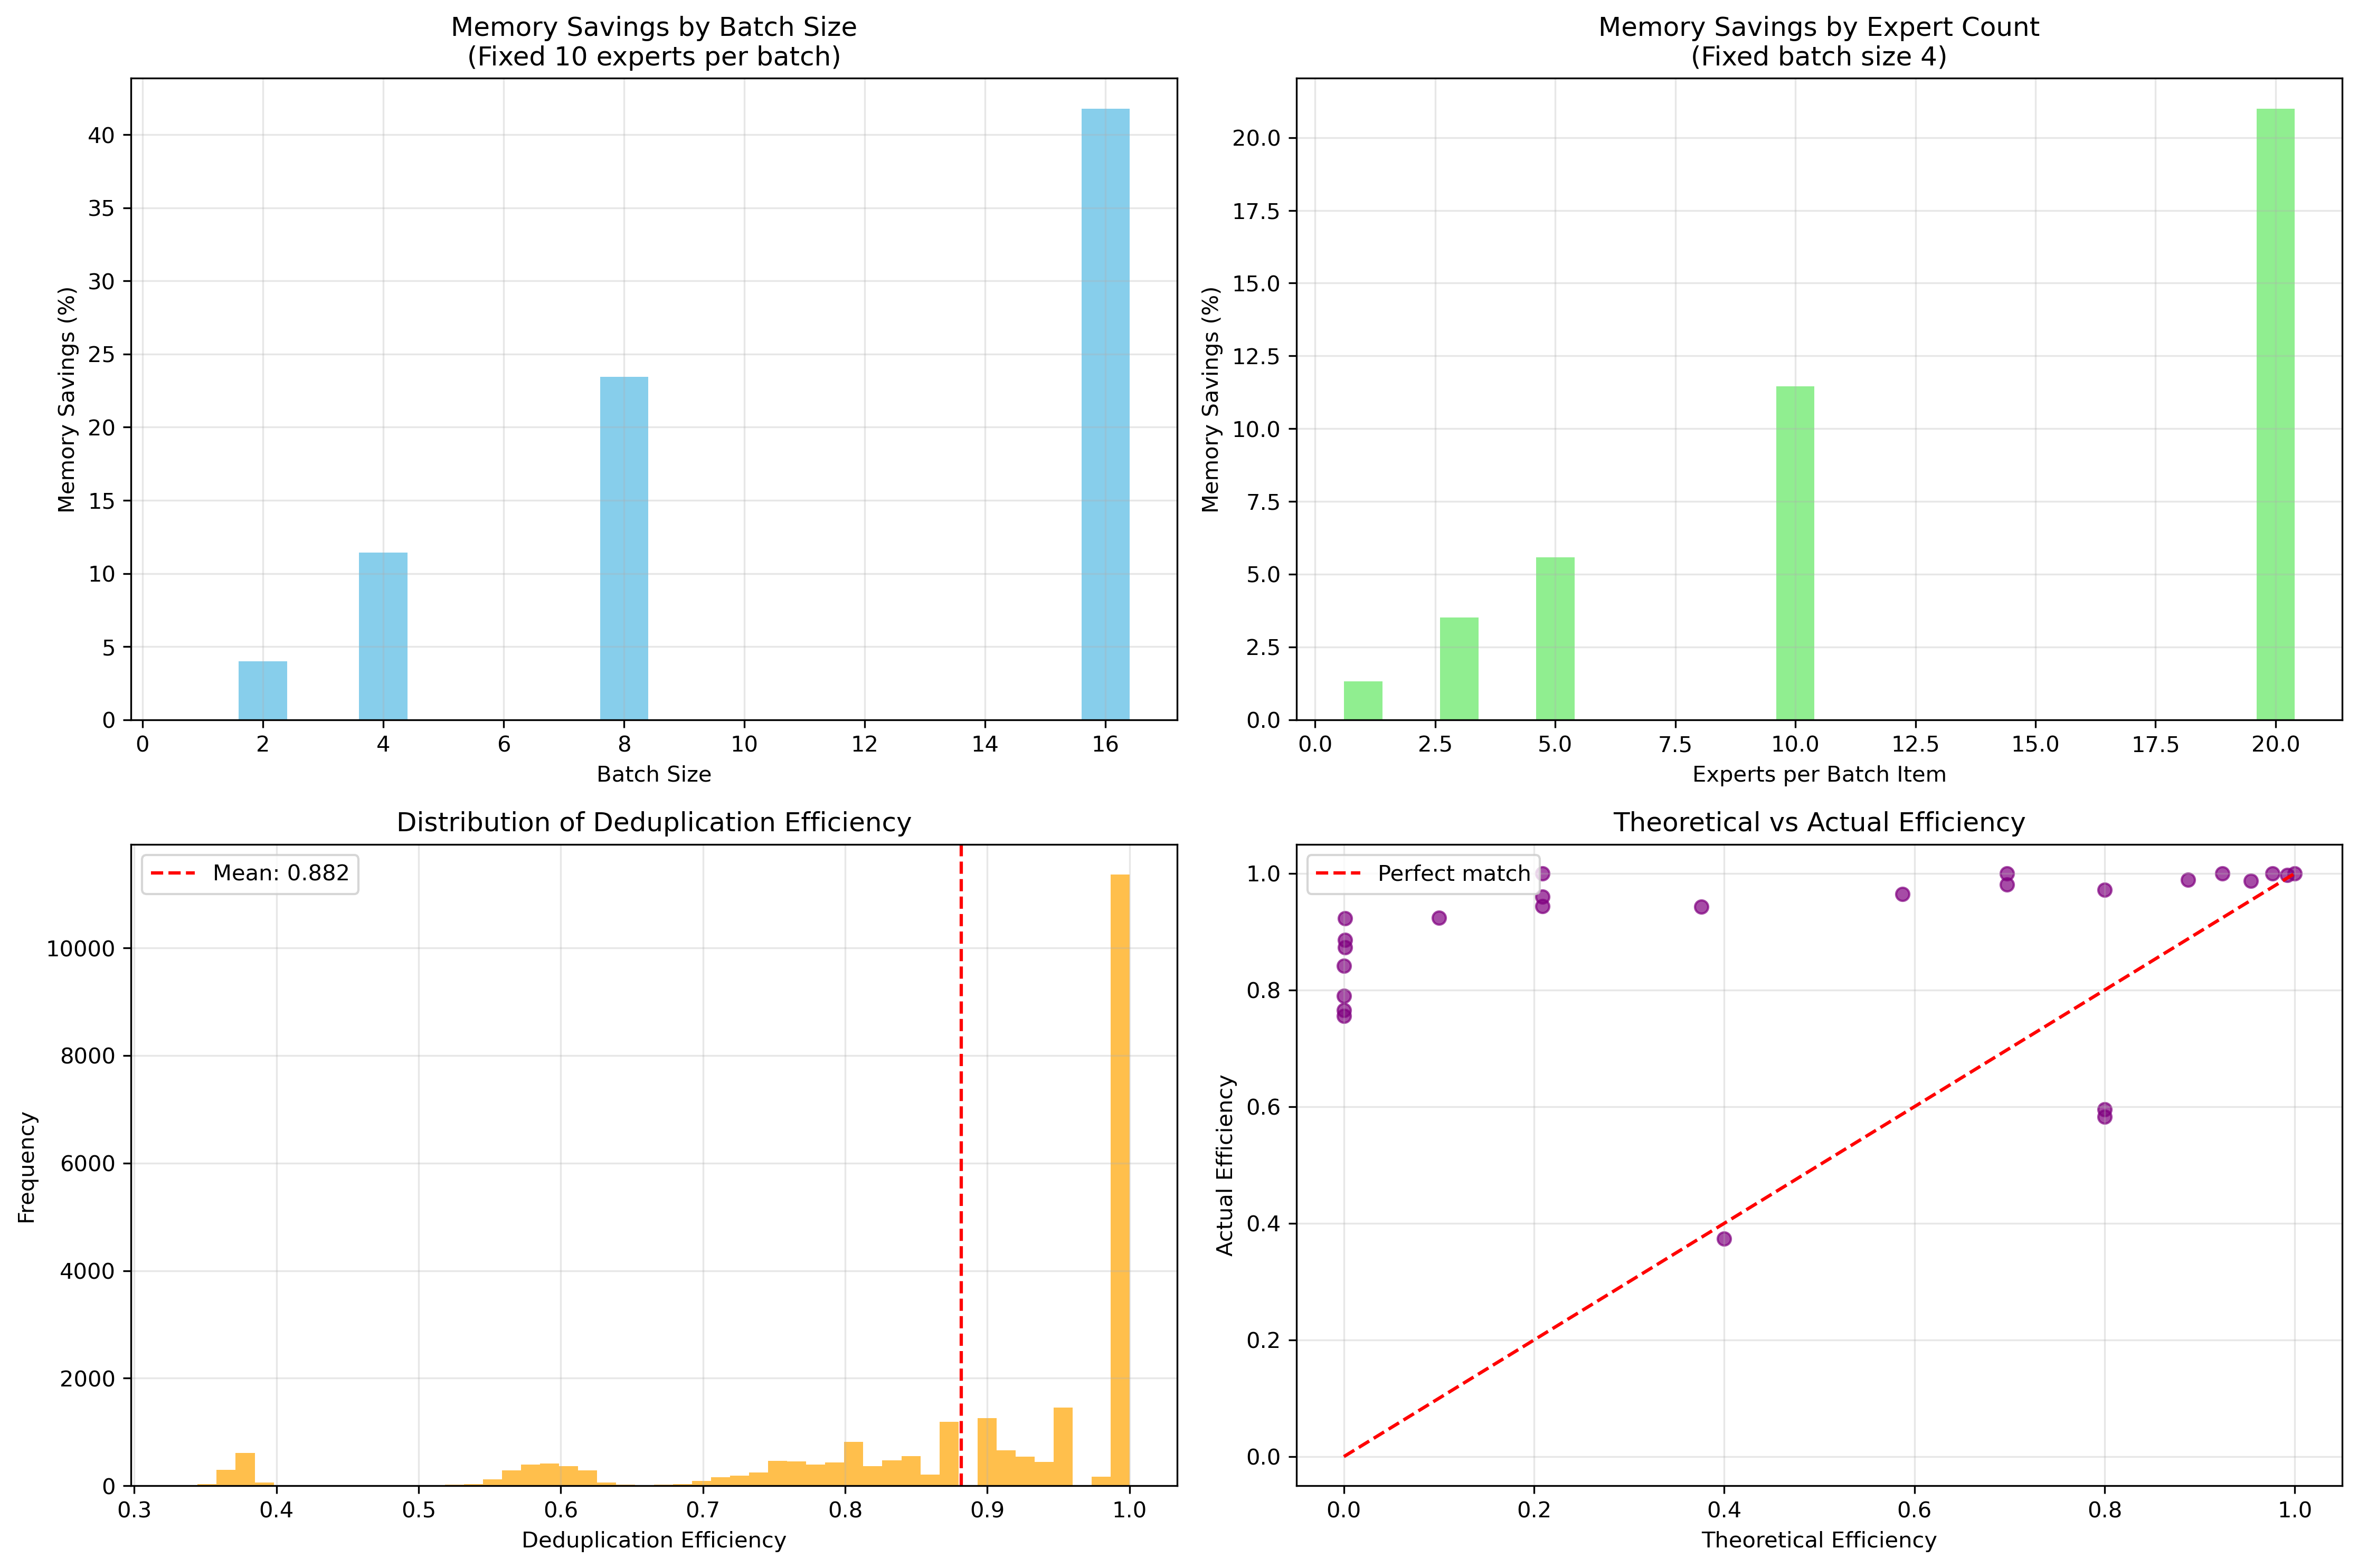 Memory Savings by Batch Size
(Fixed 10 experts per batch)
Memory Savings (%)
40
35
30
25
20
15
10
5
0
0 2 4 6 8 10 12 14 16
Batch Size
Memory Savings by Expert Count
(Fixed batch size 4)
Memory Savings (%)
20.0
17.5
15.0
12.5
10.0
7.5
5.0
2.5
0.0
0.0 2.5 5.0 7.5 10.0 12.5 15.0 17.5 20.0
Experts per Batch Item
Distribution of Deduplication Efficiency
Mean: 0.882
Frequency
10000
8000
6000
4000
2000
0
0.3 0.4 0.5 0.6 0.7 0.8 0.9 1.0
Deduplication Efficiency
Theoretical vs Actual Efficiency
Perfect match
Actual Efficiency
1.0
0.8
0.6
0.4
0.2
0.0
0.0 0.2 0.4 0.6 0.8 1.0
Theoretical Efficiency